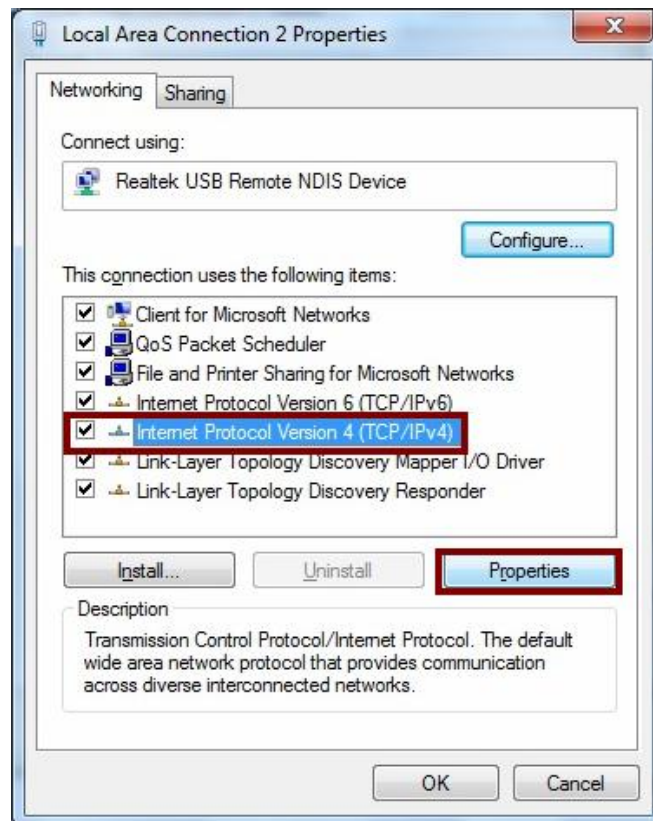 Local Area Connection 2 Properties
Networking
Sharing
Connect using:
Realtek USB Remote NDIS Device
Configure...
This connection uses the following items:
Client for Microsoft Networks
QoS Packet Scheduler
File and Printer Sharing for Microsoft Networks
Internet Protocol Version 6 (TCP/IPv6)
Internet Protocol Version 4 (TCP/IPv4)
Link-Layer Topology Discovery Mapper I/O Driver
Link-Layer Topology Discovery Responder
Install...
Uninstall
Properties
Description
Transmission Control Protocol/Internet Protocol. The default
wide area network protocol that provides communication
across diverse interconnected networks.
OK
Cancel